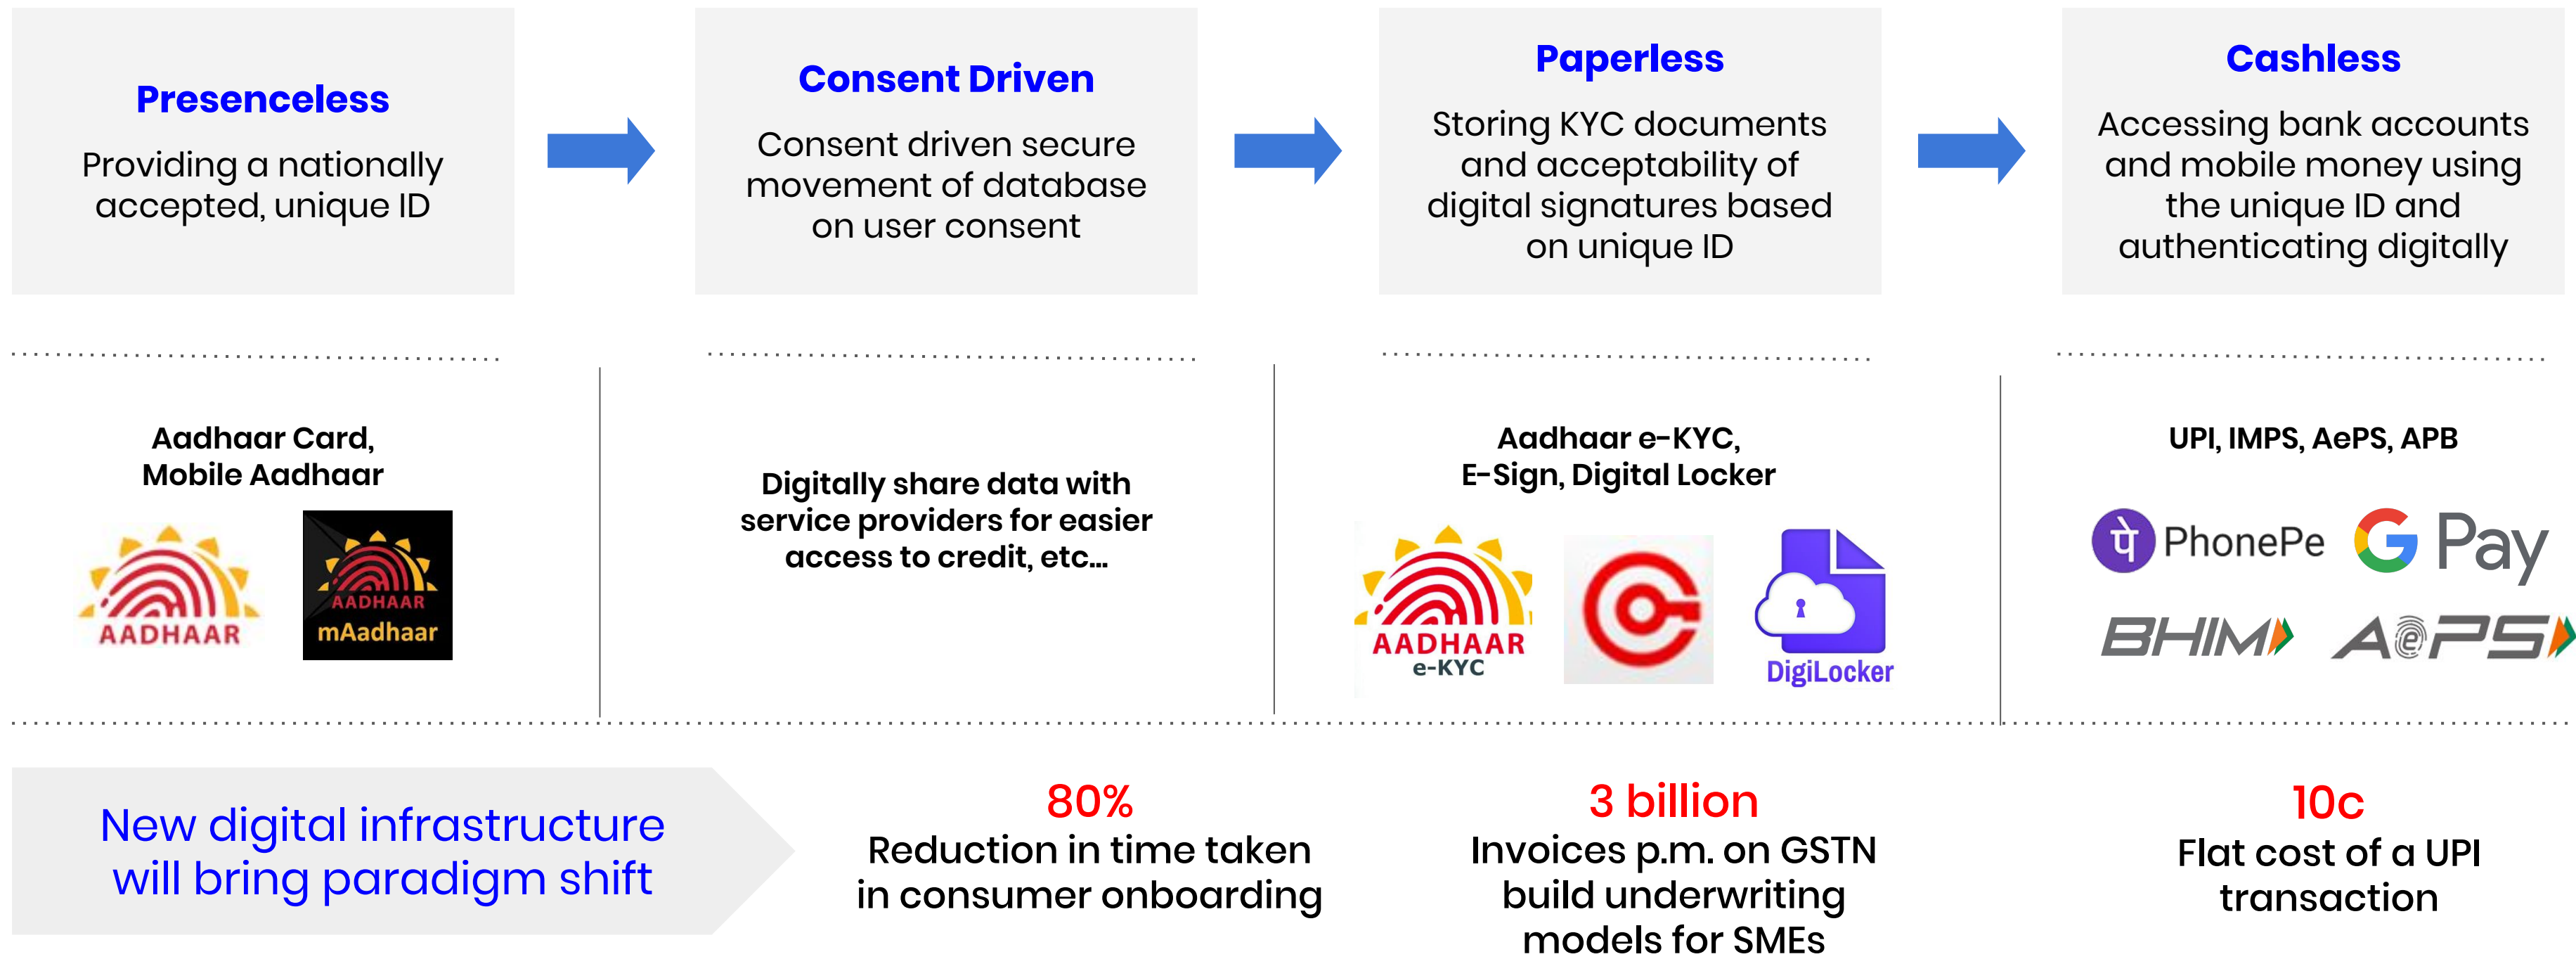 Presenceless
Providing a nationally
accepted, unique ID
Consent Driven
Consent driven secure
movement of database
on user consent
Paperless
Storing KYC documents
and acceptability of
digital signatures based
on unique ID
Cashless
Accessing bank accounts
and mobile money using
the unique ID and
authenticating digitally
Aadhaar Card,
Mobile Aadhaar
AADHAAR
AADHAAR
mAadhaar
Digitally share data with
service providers for easier
access to credit, etc...
Aadhaar e-KYC,
E-Sign, Digital Locker
AADHAAR
e-KYC
DigiLocker
UPI, IMPS, AePS, APB
पे PhonePe
G Pay
BHIM
AePS
New digital infrastructure
will bring paradigm shift
80%
Reduction in time taken
in consumer onboarding
3 billion
Invoices p.m. on GSTN
build underwriting
models for SMEs
10c
Flat cost of a UPI
transaction